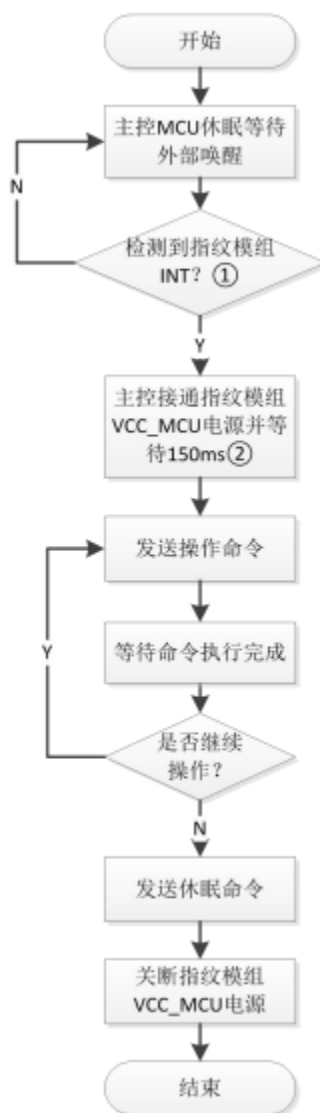 开始
主控MCU休眠等待
外部唤醒
N
检测到指纹模组
INT？①
Y
主控接通指纹模组
VCC_MCU电源并等
待150ms②
发送操作命令
Y
等待命令执行完成
是否继续
操作？
N
发送休眠命令
关断指纹模组
VCC_MCU电源
结束